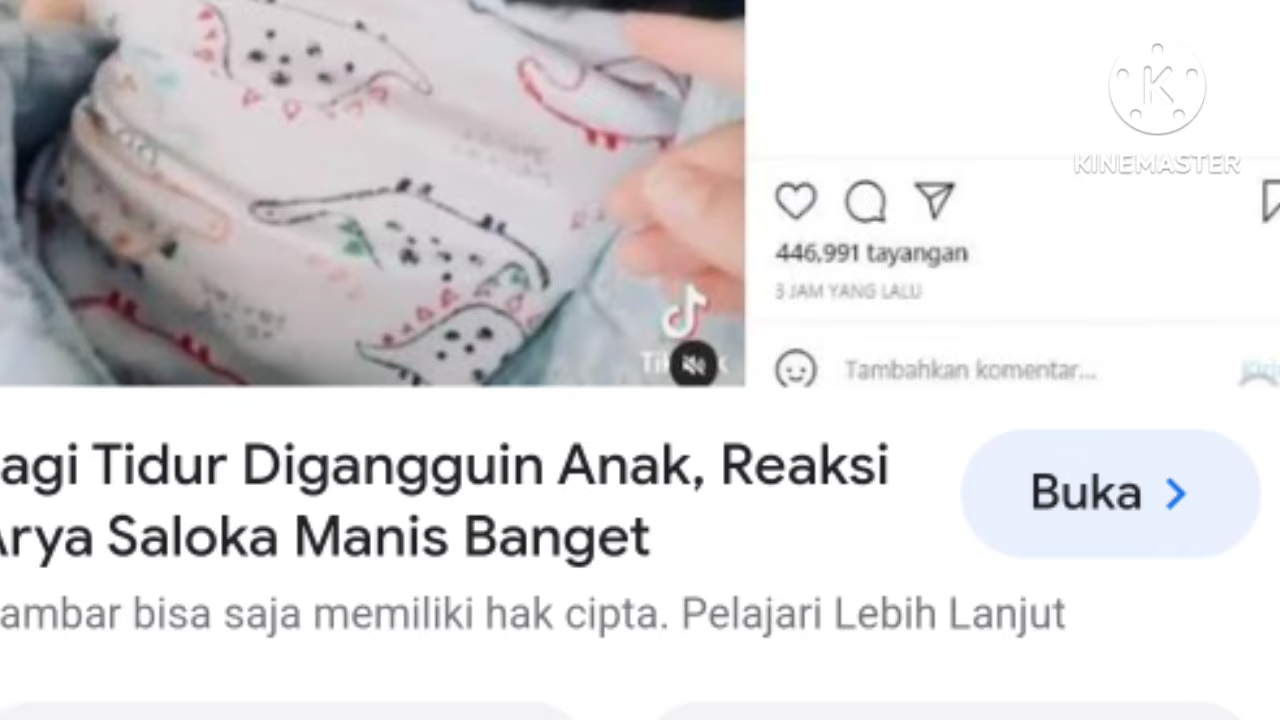 KINEMASTER
446,991 tayangan
3 JAM YANG LALU
Tambahkan komentar...
agi Tidur Digangguin Anak, Reaksi
Arya Saloka Manis Banget
Buka
ambar bisa saja memiliki hak cipta. Pelajari Lebih Lanjut